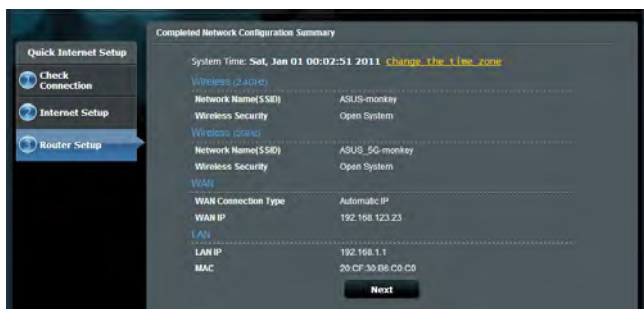 Completed Network Configuration Summary
Quick Internet Setup
1 Check Connection
2 Internet Setup
3 Router Setup
System Time: Sat, Jan 01 00:02:51 2011 Change the time zone
Wireless (2.4GHz)
Network Name(SSID) ASUS-monkey
Wireless Security Open System
Wireless (5GHz)
Network Name(SSID) ASUS_5G-monkey
Wireless Security Open System
WAN
WAN Connection Type Automatic IP
WAN IP 192.168.123.23
LAN
LAN IP 192.168.1.1
MAC 20:CF:30:B6:C0:C0
Next